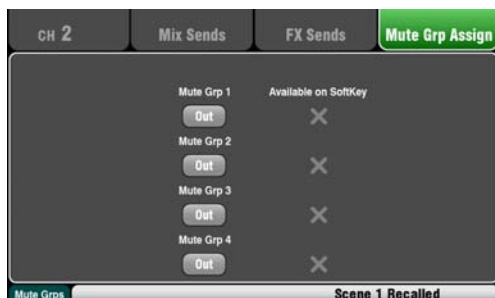 CH 2 Mix Sends FX Sends Mute Grp Assign
Mute Grp 1 Available on SoftKey
Out
Mute Grp 2
Out
Mute Grp 3
Out
Mute Grp 4
Out
Mute Grps Scene 1 Recalled